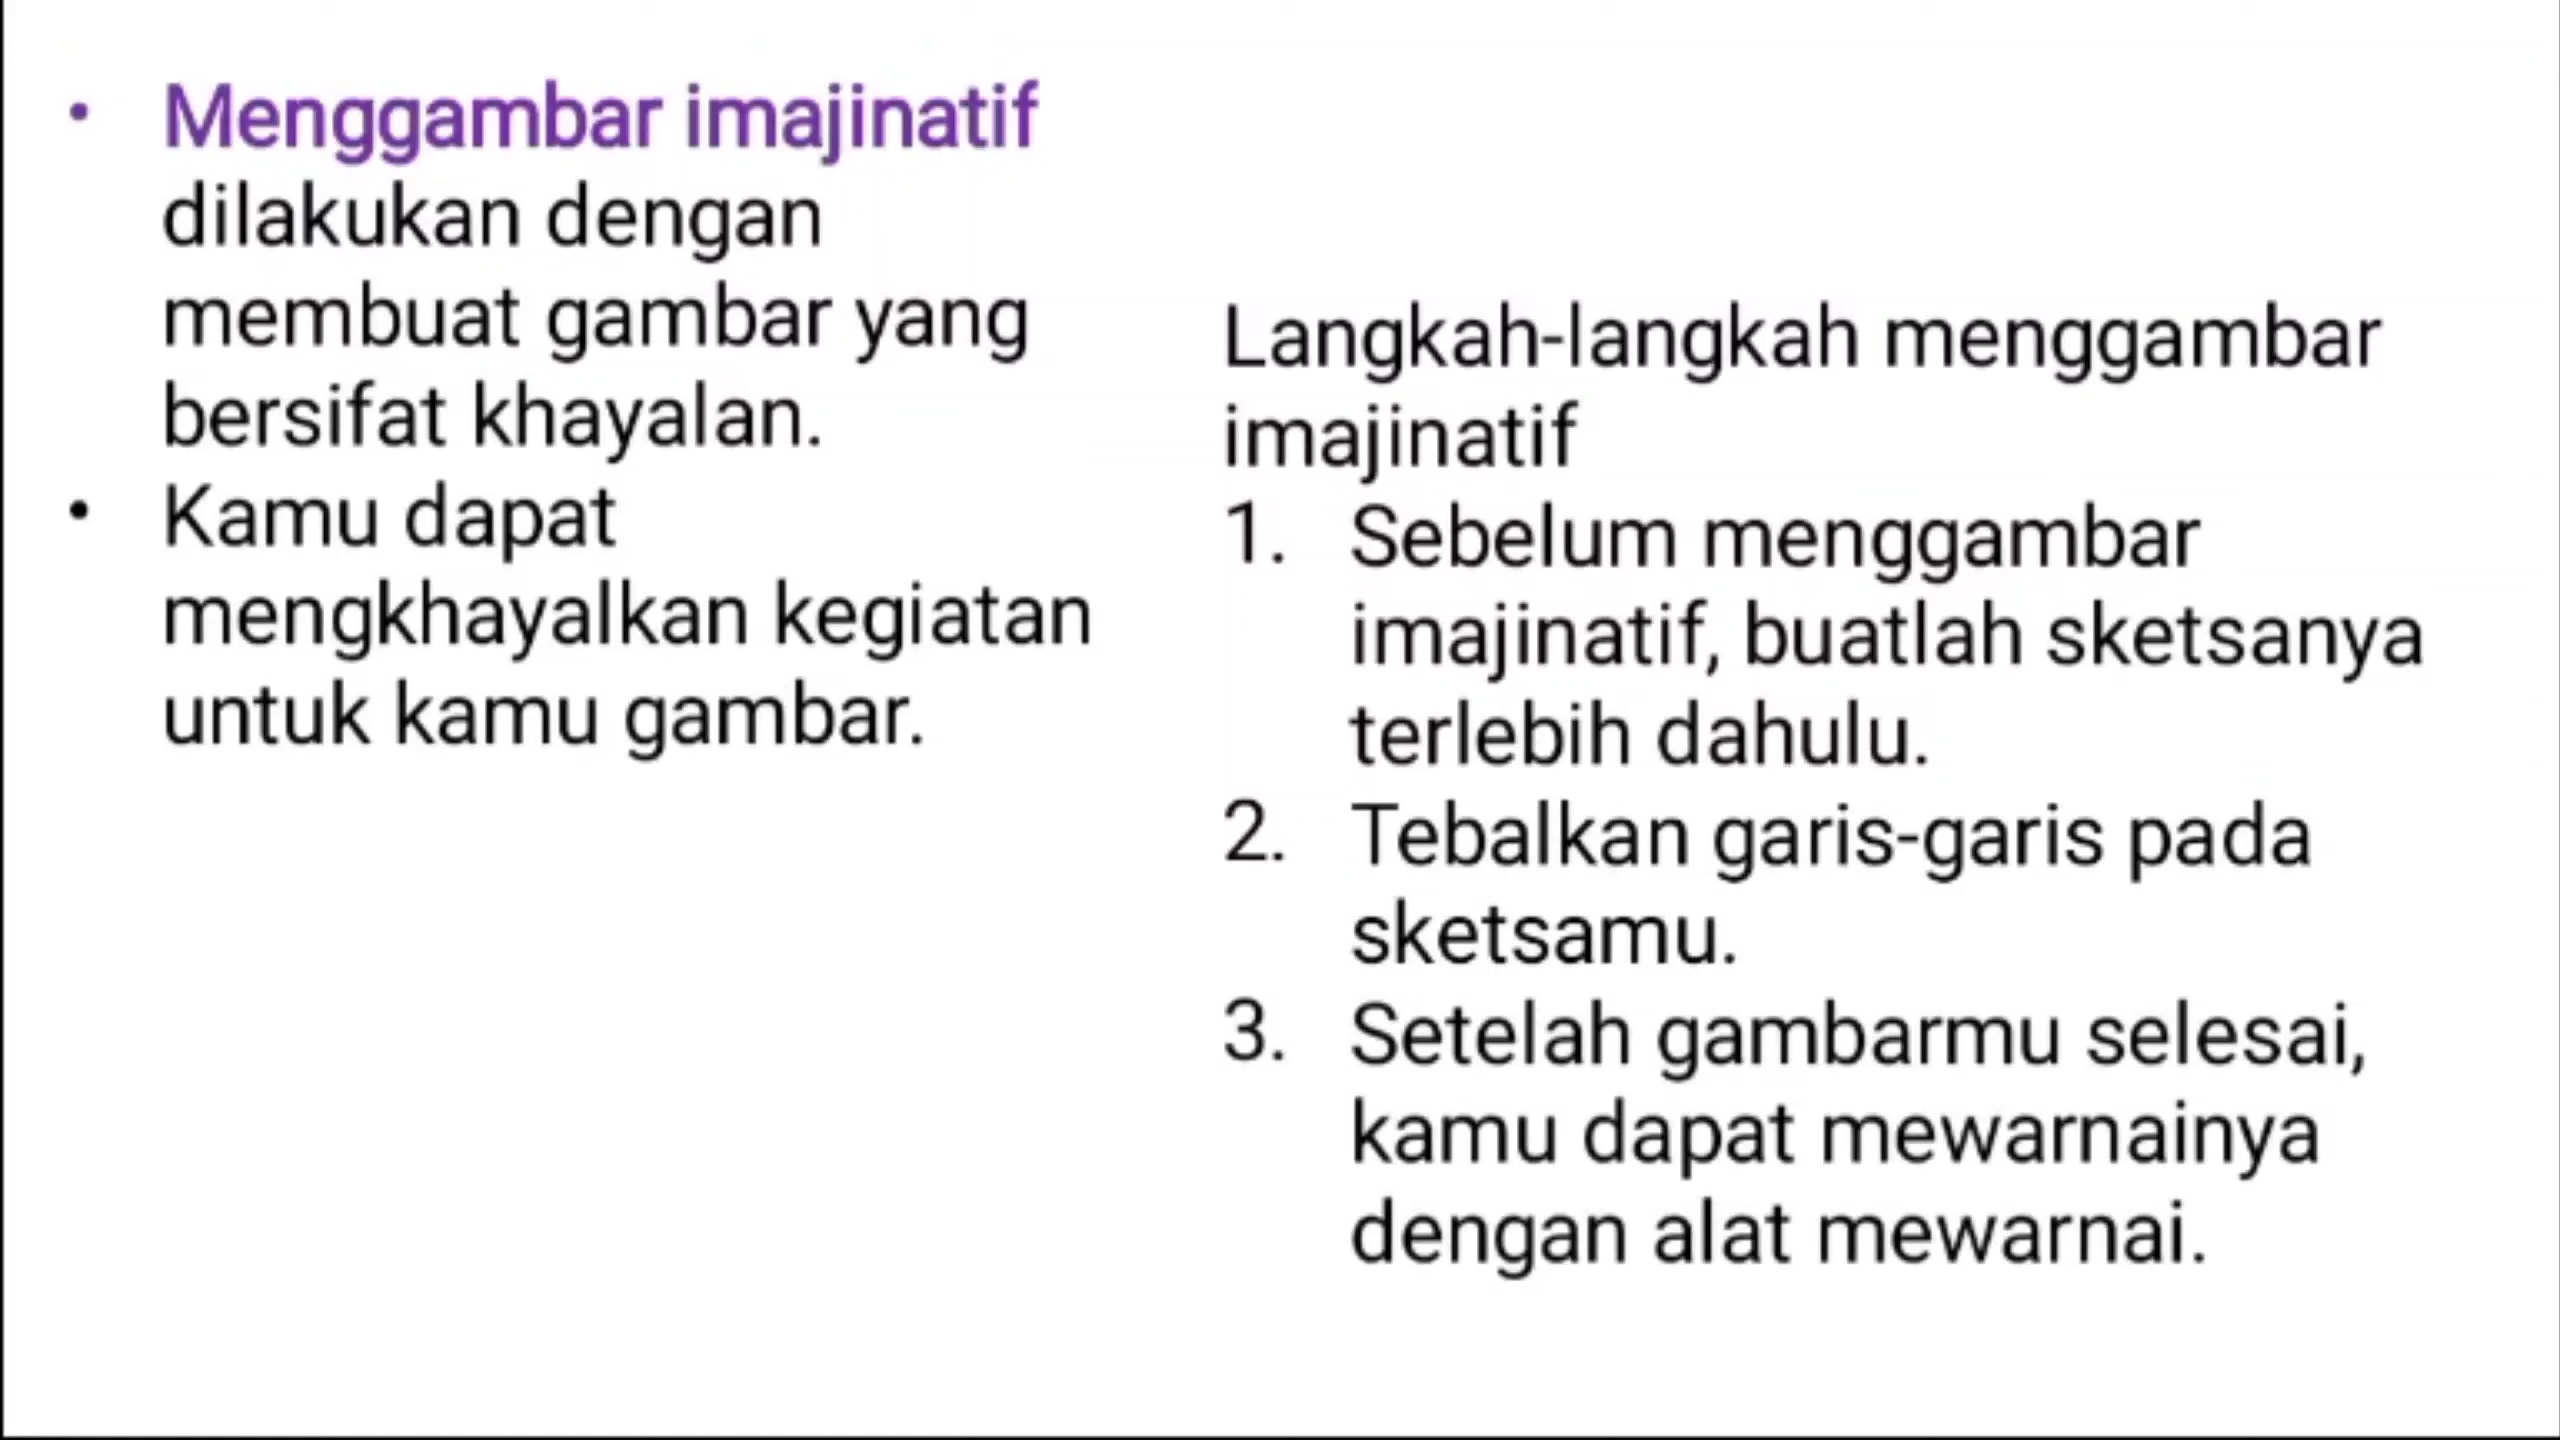 • Menggambar imajinatif
dilakukan dengan
membuat gambar yang
bersifat khayalan.
• Kamu dapat
mengkhayalkan kegiatan
untuk kamu gambar.
Langkah-langkah menggambar
imajinatif
1. Sebelum menggambar
imajinatif, buatlah sketsanya
terlebih dahulu.
2. Tebalkan garis-garis pada
sketsamu.
3. Setelah gambarmu selesai,
kamu dapat mewarnainya
dengan alat mewarnai.